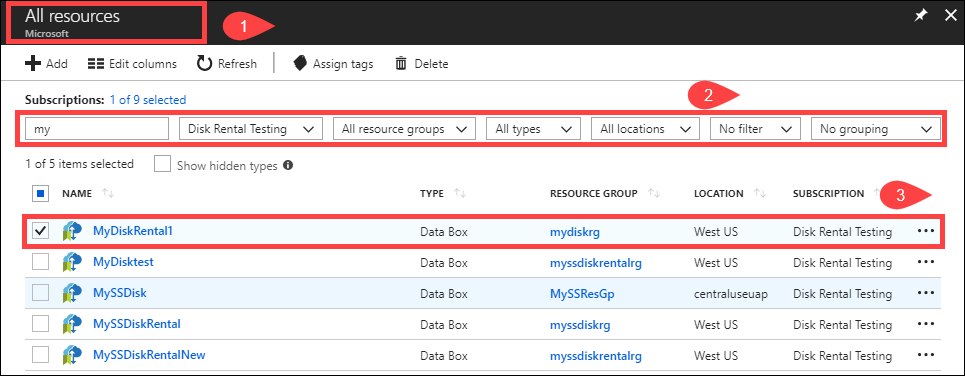 All resources
Microsoft
1
Add Edit columns Refresh Assign tags Delete
Subscriptions: 1 of 9 selected
2
my Disk Rental Testing All resource groups All types All locations No filter No grouping
1 of 5 items selected Show hidden types
NAME TYPE RESOURCE GROUP LOCATION SUBSCRIPTION
3
MyDiskRental1 Data Box mydiskrg West US Disk Rental Testing
MyDisktest Data Box myssdiskrentalrg West US Disk Rental Testing
MySSDisk Data Box MySSResGp centraluseuap Disk Rental Testing
MySSDiskRental Data Box myssdiskrg West US Disk Rental Testing
MySSDiskRentalNew Data Box myssdiskrentalrg West US Disk Rental Testing